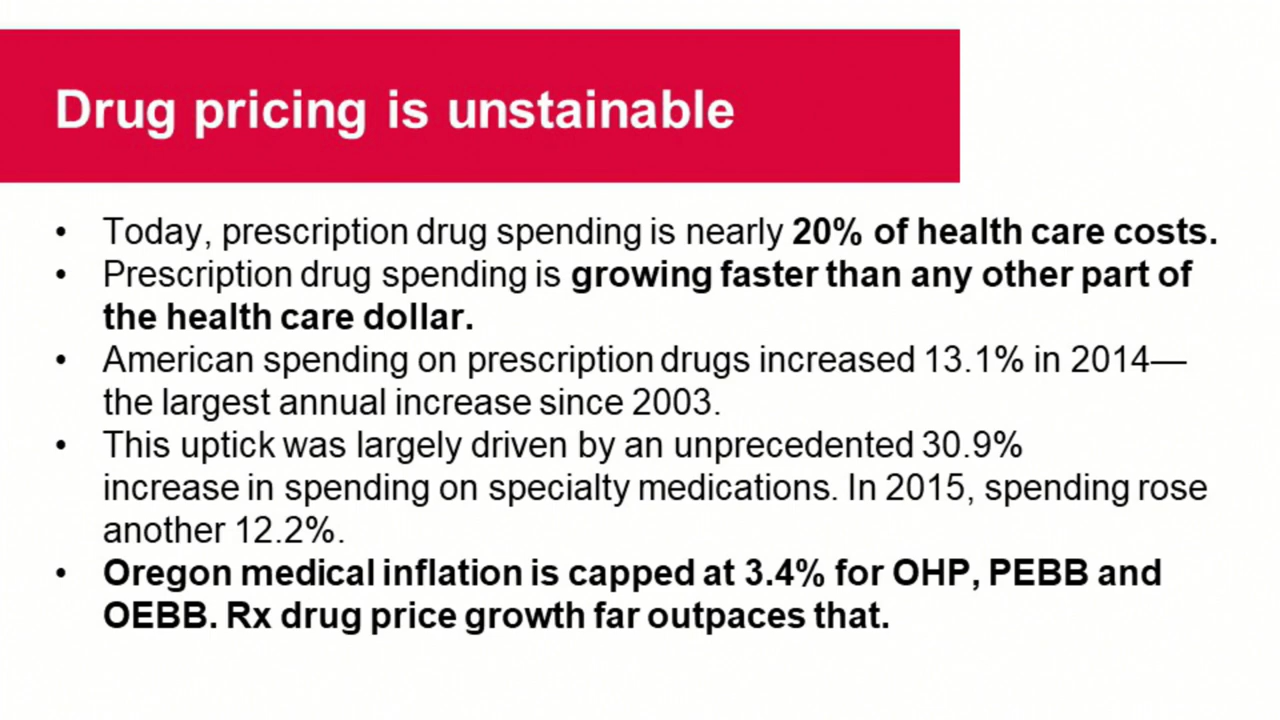 Drug pricing is unstainable
• Today, prescription drug spending is nearly 20% of health care costs.
• Prescription drug spending is growing faster than any other part of
the health care dollar.
• American spending on prescription drugs increased 13.1% in 2014—
the largest annual increase since 2003.
• This uptick was largely driven by an unprecedented 30.9%
increase in spending on specialty medications. In 2015, spending rose
another 12.2%.
• Oregon medical inflation is capped at 3.4% for OHP, PEBB and
OEBB. Rx drug price growth far outpaces that.